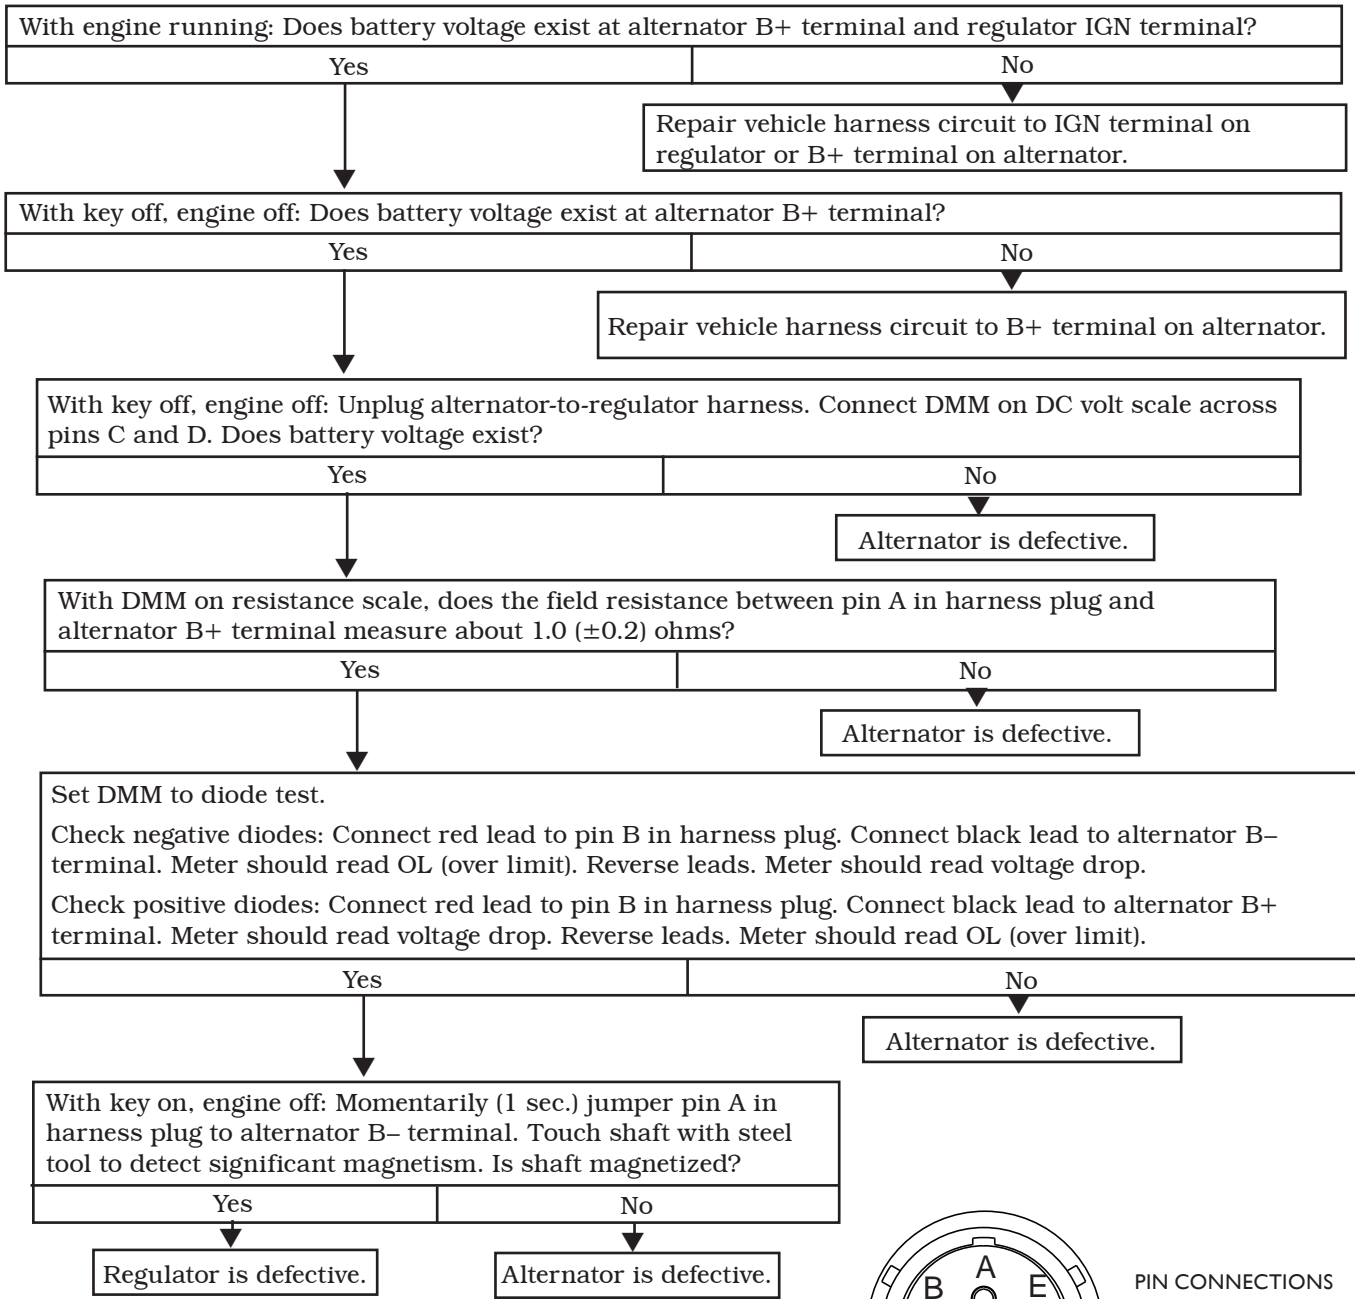 With engine running: Does battery voltage exist at alternator B+ terminal and regulator IGN terminal?
Yes
No
Repair vehicle harness circuit to IGN terminal on
regulator or B+ terminal on alternator.
With key off, engine off: Does battery voltage exist at alternator B+ terminal?
Yes
No
Repair vehicle harness circuit to B+ terminal on alternator.
With key off, engine off: Unplug alternator-to-regulator harness. Connect DMM on DC volt scale across
pins C and D. Does battery voltage exist?
Yes
No
Alternator is defective.
With DMM on resistance scale, does the field resistance between pin A in harness plug and
alternator B+ terminal measure about 1.0 (±0.2) ohms?
Yes
No
Alternator is defective.
Set DMM to diode test.
Check negative diodes: Connect red lead to pin B in harness plug. Connect black lead to alternator B–
terminal. Meter should read OL (over limit). Reverse leads. Meter should read voltage drop.
Check positive diodes: Connect red lead to pin B in harness plug. Connect black lead to alternator B+
terminal. Meter should read voltage drop. Reverse leads. Meter should read OL (over limit).
Yes
No
Alternator is defective.
With key on, engine off: Momentarily (1 sec.) jumper pin A in
harness plug to alternator B– terminal. Touch shaft with steel
tool to detect significant magnetism. Is shaft magnetized?
Yes
No
Regulator is defective.
Alternator is defective.
A
B
E
PIN CONNECTIONS